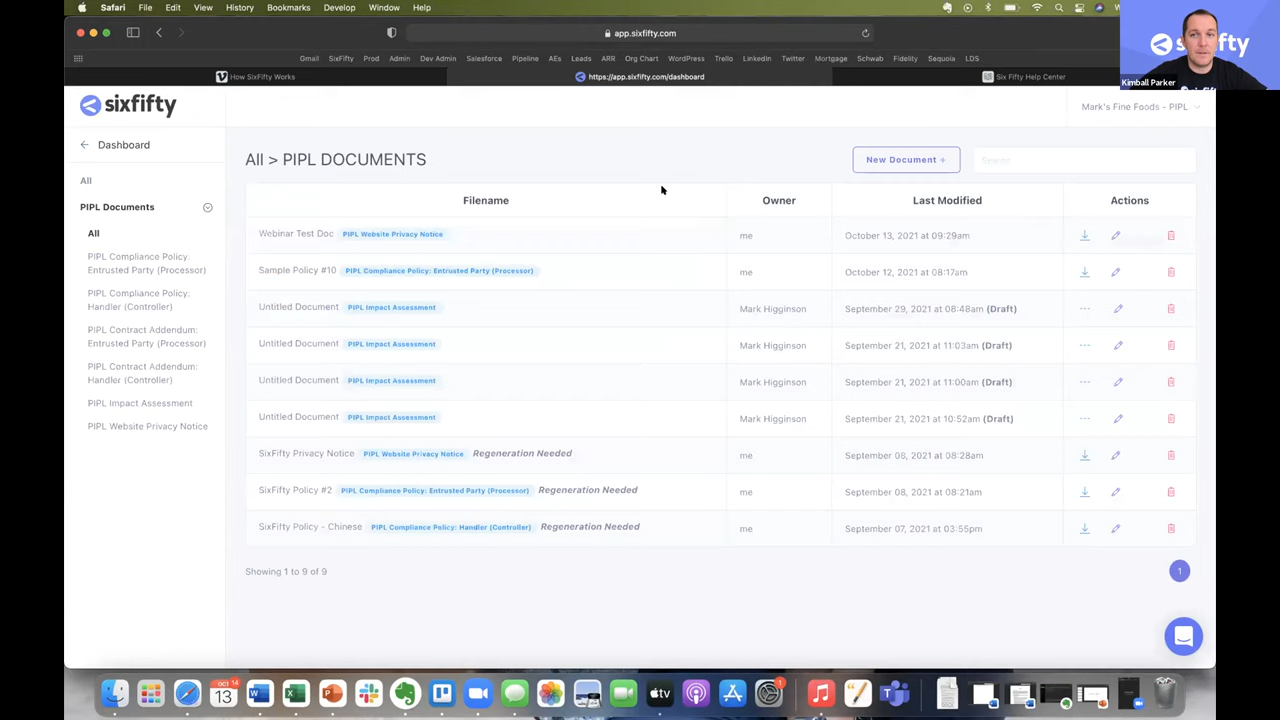 Safari File Edit View History Bookmarks Develop Window Help
app.sixfifty.com
Gmail SixFifty Prod Admin Dev Admin Salesforce Pipeline AEs Leads ARR Org Chart WordPress Trello LinkedIn Twitter Mortgage Schwab Fidelity Sequoia LDS
How SixFifty Works https://app.sixfifty.com/dashboard Six Fifty Help Center
Kimball Parker
sixfifty
Mark's Fine Foods - PIPL
Dashboard
All > PIPL DOCUMENTS
New Document +
Search
All
PIPL Documents
All
PIPL Compliance Policy:
Entrusted Party (Processor)
PIPL Compliance Policy:
Handler (Controller)
PIPL Contract Addendum:
Entrusted Party (Processor)
PIPL Contract Addendum:
Handler (Controller)
PIPL Impact Assessment
PIPL Website Privacy Notice
Filename Owner Last Modified Actions
Webinar Test Doc PIPL Website Privacy Notice me October 13, 2021 at 09:29am
Sample Policy #10 PIPL Compliance Policy: Entrusted Party (Processor) me October 12, 2021 at 08:17am
Untitled Document PIPL Impact Assessment Mark Higginson September 29, 2021 at 08:48am (Draft)
Untitled Document PIPL Impact Assessment Mark Higginson September 21, 2021 at 11:03am (Draft)
Untitled Document PIPL Impact Assessment Mark Higginson September 21, 2021 at 11:00am (Draft)
Untitled Document PIPL Impact Assessment Mark Higginson September 21, 2021 at 10:52am (Draft)
SixFifty Privacy Notice PIPL Website Privacy Notice Regeneration Needed me September 08, 2021 at 08:28am
SixFifty Policy #2 PIPL Compliance Policy: Entrusted Party (Processor) Regeneration Needed me September 08, 2021 at 08:21am
SixFifty Policy - Chinese PIPL Compliance Policy: Handler (Controller) Regeneration Needed me September 07, 2021 at 03:55pm
Showing 1 to 9 of 9
1
OCT 14
13
tv
1